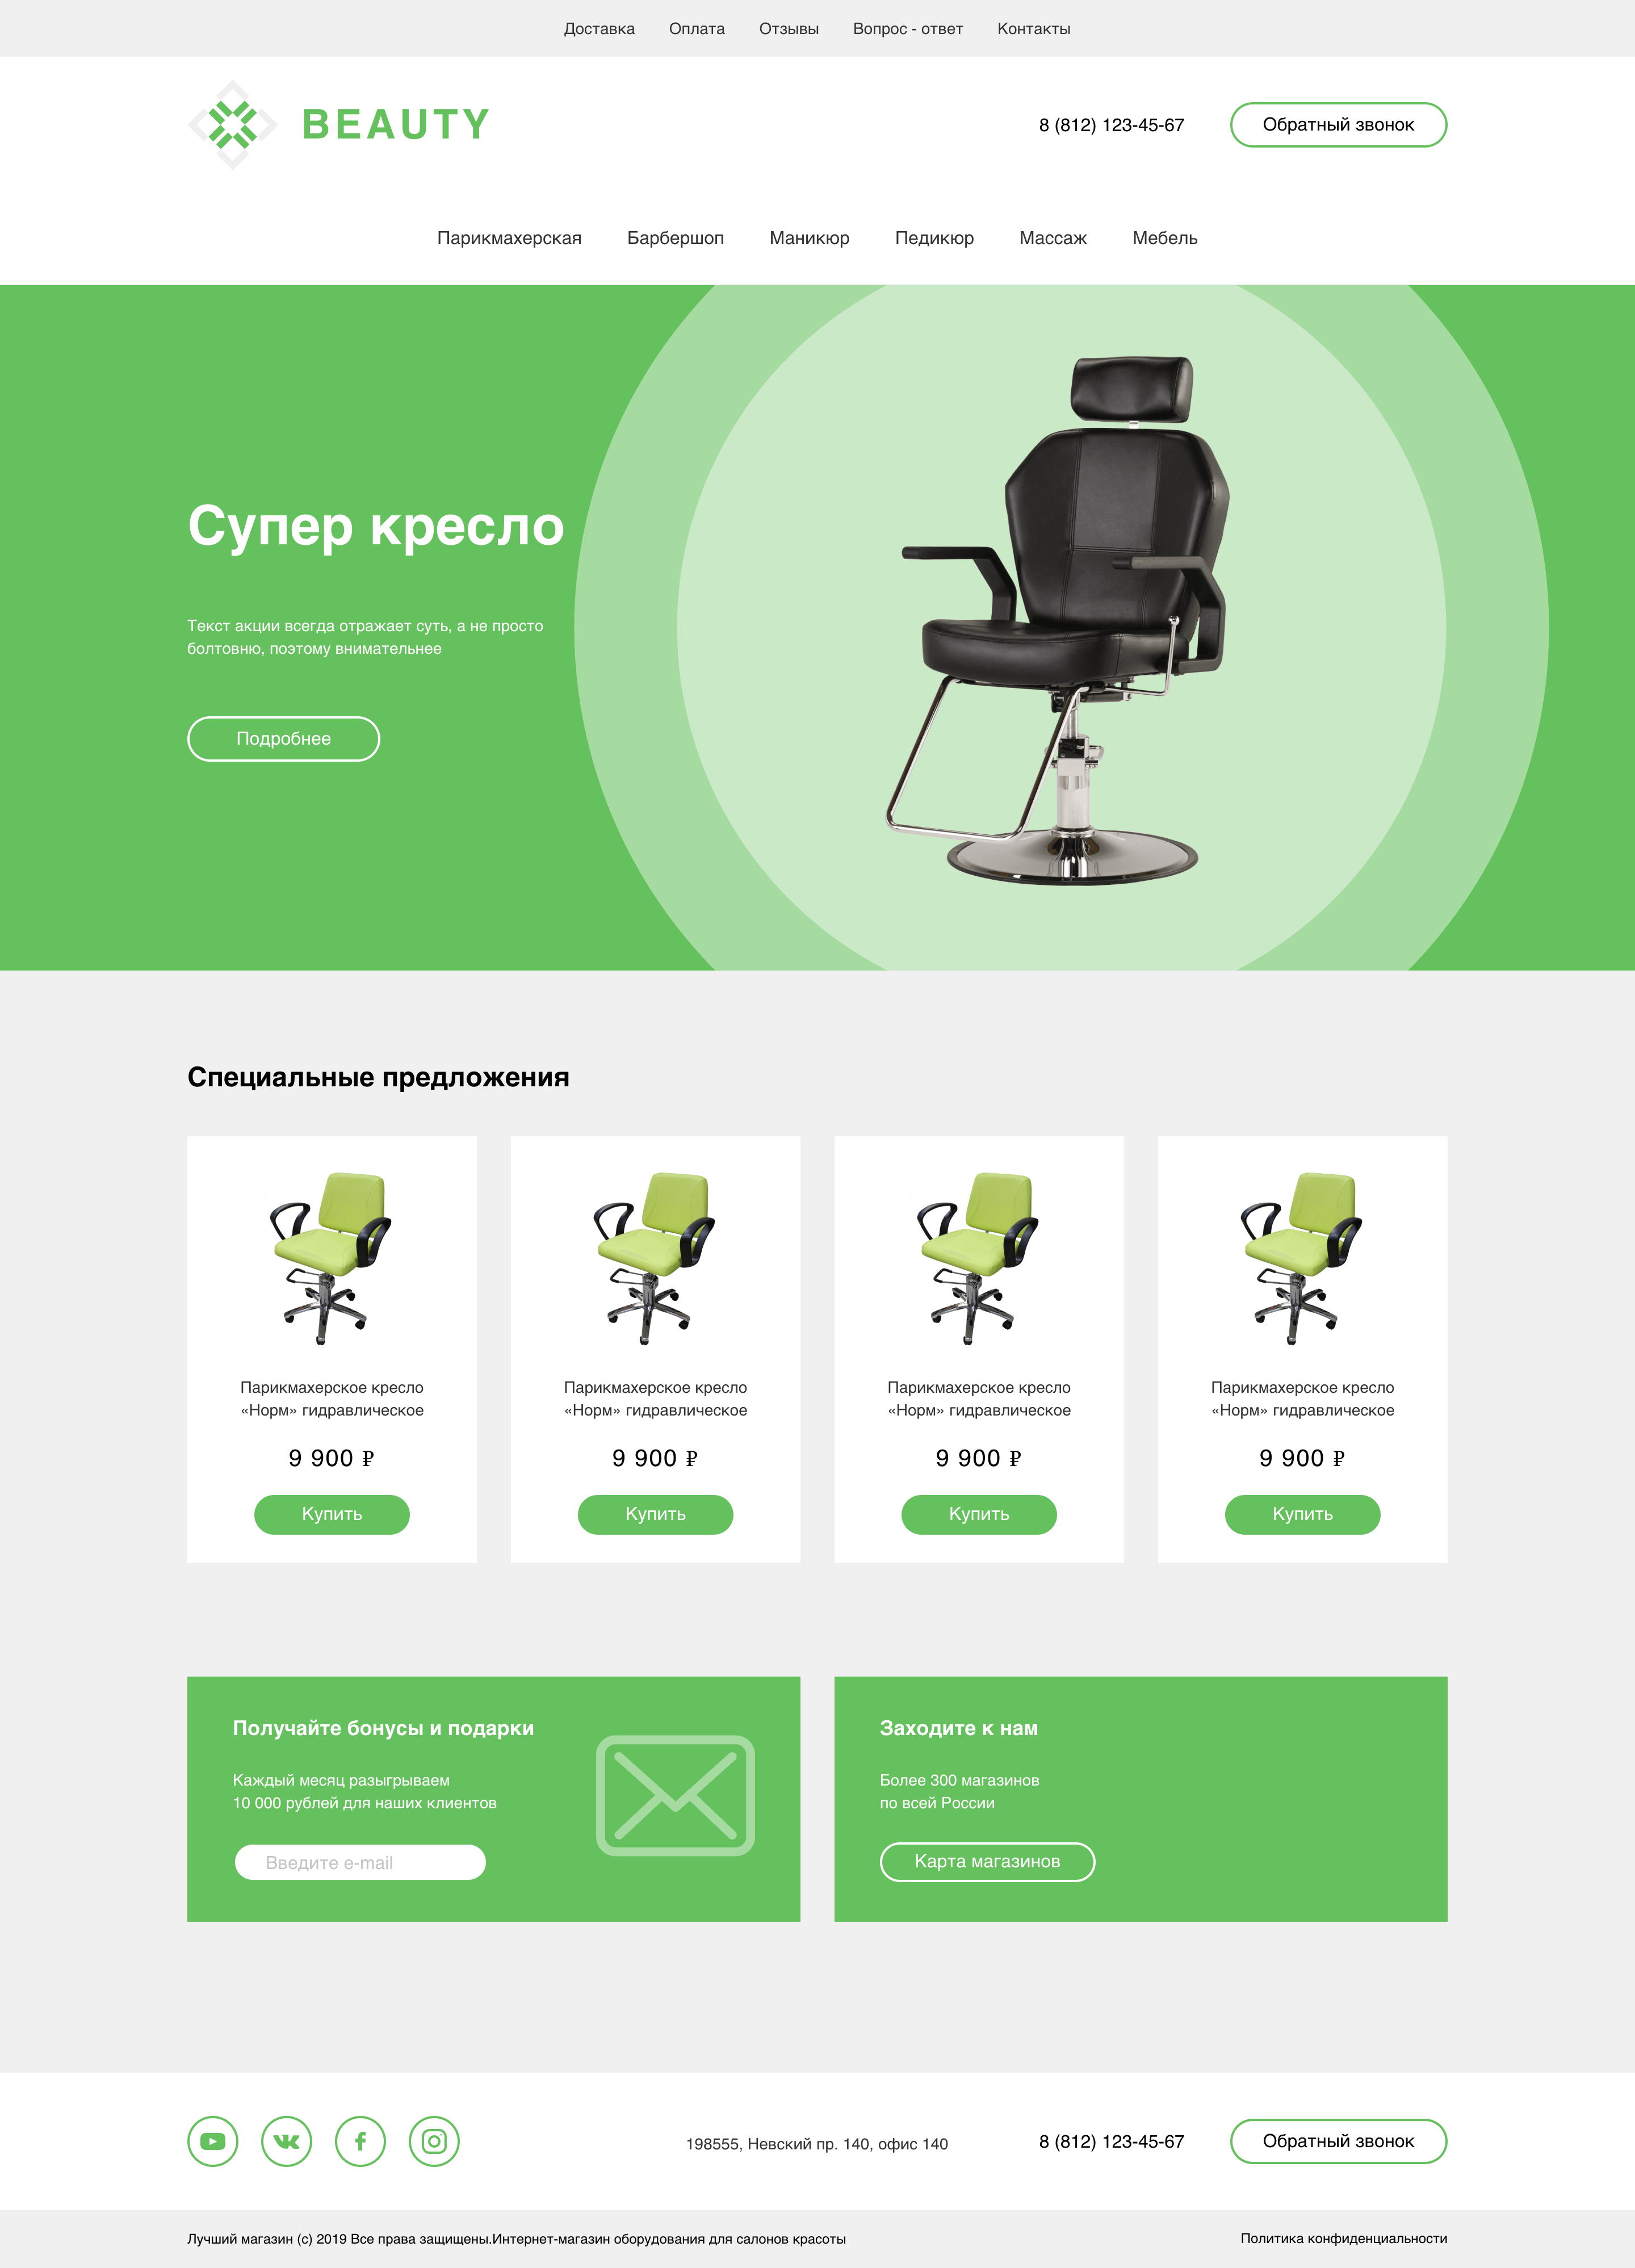 Доставка Оплата Отзывы Вопрос - ответ Контакты
BEAUTY
8 (812) 123-45-67
Обратный звонок
Парикмахерская Барбершоп Маникюр Педикюр Массаж Мебель
Супер кресло
Текст акции всегда отражает суть, а не просто
болтовню, поэтому внимательнее
Подробнее
Специальные предложения
Парикмахерское кресло
«Норм» гидравлическое
9 900 ₽
Купить
Парикмахерское кресло
«Норм» гидравлическое
9 900 ₽
Купить
Парикмахерское кресло
«Норм» гидравлическое
9 900 ₽
Купить
Парикмахерское кресло
«Норм» гидравлическое
9 900 ₽
Купить
Получайте бонусы и подарки
Каждый месяц разыгрываем
10 000 рублей для наших клиентов
Введите e-mail
Заходите к нам
Более 300 магазинов
по всей России
Карта магазинов
198555, Невский пр. 140, офис 140
8 (812) 123-45-67
Обратный звонок
Лучший магазин (c) 2019 Все права защищены.Интернет-магазин оборудования для салонов красоты
Политика конфиденциальности